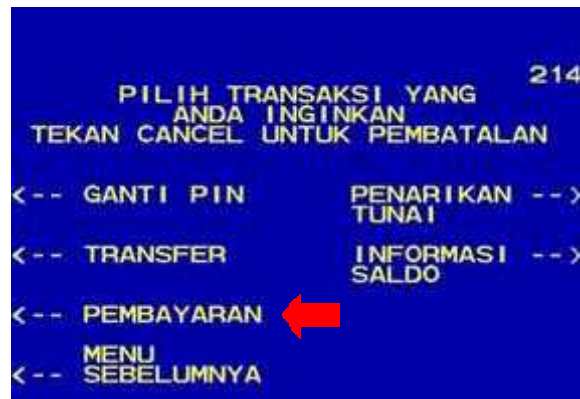 214
PILIH TRANSAKSI YANG
ANDA INGINKAN
TEKAN CANCEL UNTUK PEMBATALAN
<-- GANTI PIN
PENARIKAN -->
TUNAI
<-- TRANSFER
INFORMASI -->
SALDO
<-- PEMBAYARAN
MENU
<-- SEBELUMNYA